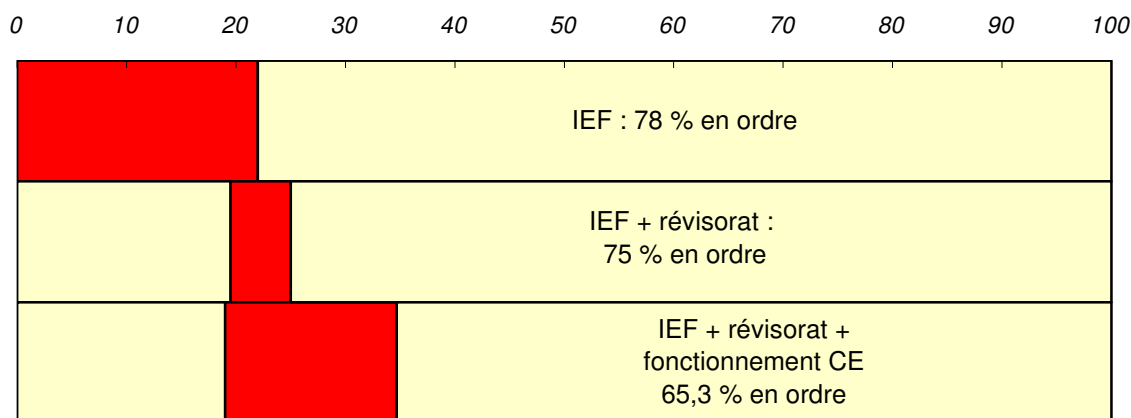 0 10 20 30 40 50 60 70 80 90 100
IEF : 78 % en ordre
IEF + révisorat :
75 % en ordre
IEF + révisorat +
fonctionnement CE
65,3 % en ordre